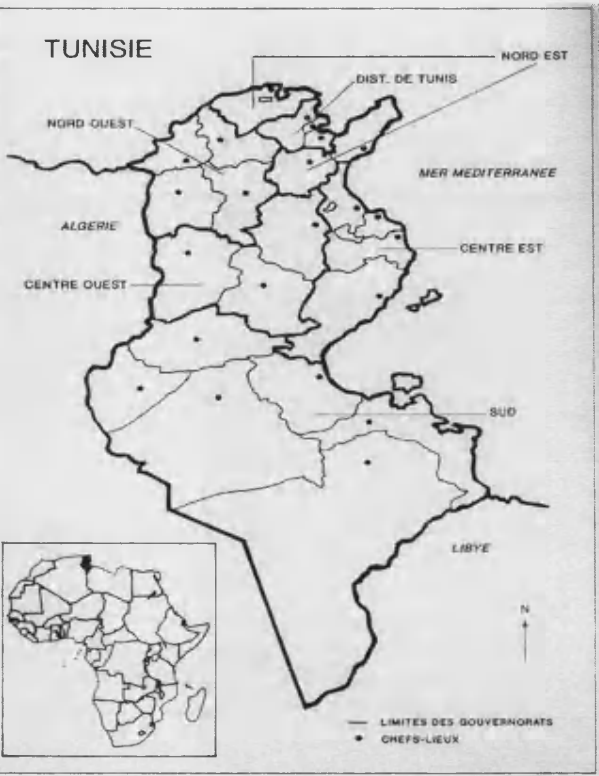 TUNISIE
NORD EST
DIST. DE TUNIS
NORD OUEST
MER MEDITERRANEE
ALGERIE
CENTRE EST
CENTRE OUEST
SUD
LIBYE
N
LIMITES DES GOUVERNORATS
CHEFS-LIEUX